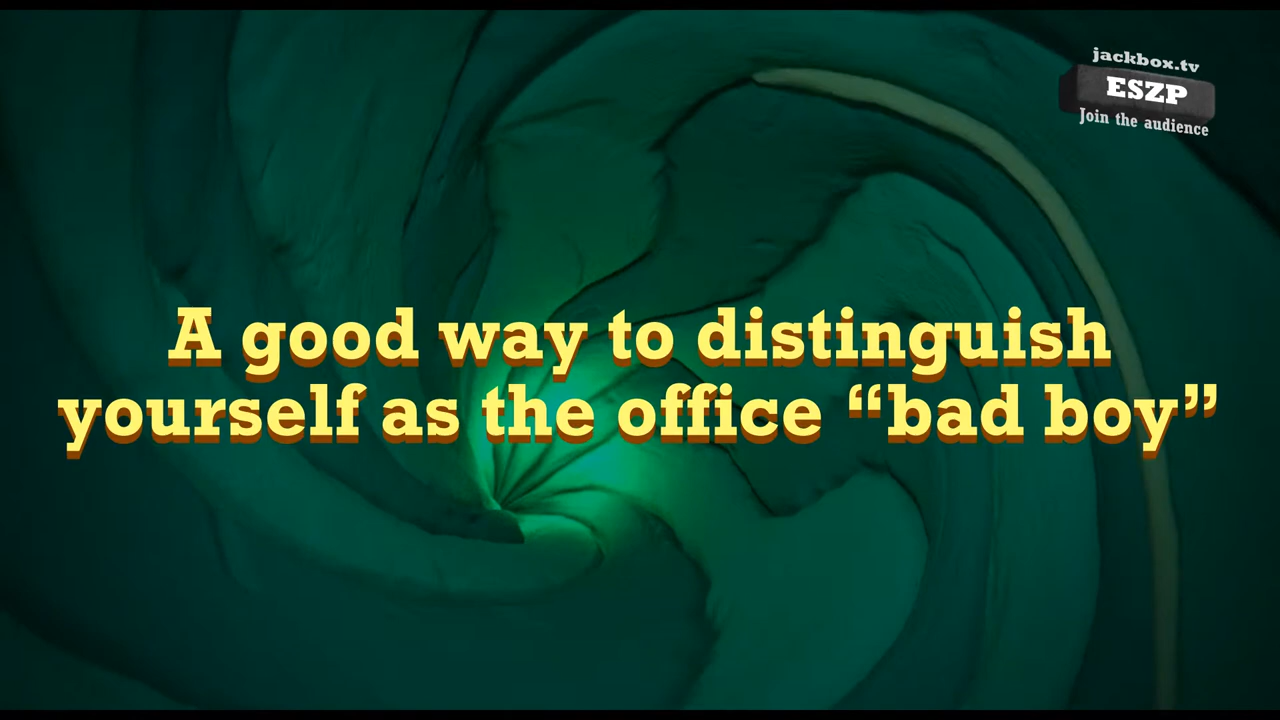 jackbox.tv
ESZP
Join the audience
A good way to distinguish
yourself as the office “bad boy”